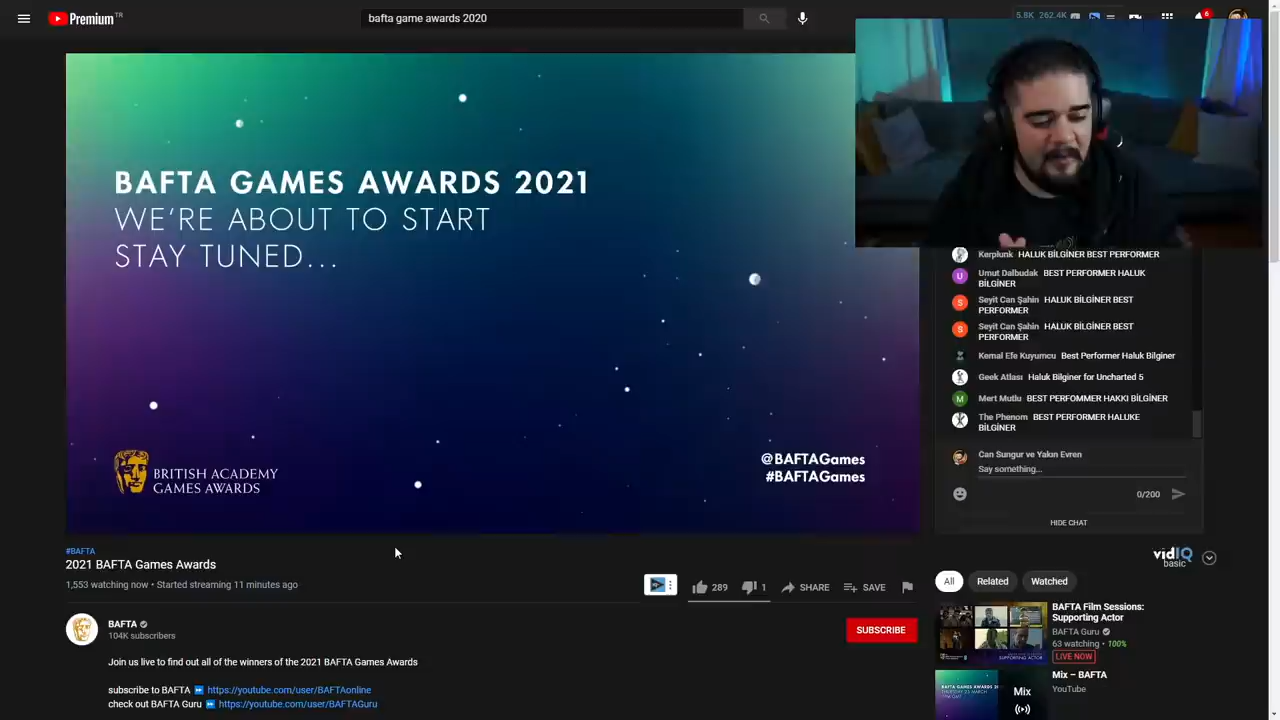 Premium TR
bafta game awards 2020
5.8K 262.4K
6
BAFTA GAMES AWARDS 2021
WE'RE ABOUT TO START
STAY TUNED...
BRITISH ACADEMY
GAMES AWARDS
@BAFTAGames
#BAFTAGames
Kerplunk HALUK BİLGİNER BEST PERFORMER
Umut Dalbudak BEST PERFORMER HALUK
BİLGİNER
Seyit Can Şahin HALUK BİLGİNER BEST
PERFORMER
Seyit Can Şahin HALUK BİLGİNER BEST
PERFORMER
Kemal Efe Kuyumcu Best Performer Haluk Bilginer
Geek Atlası Haluk Bilginer for Uncharted 5
Mert Mutlu BEST PERFOMMER HAKKI BİLGİNER
The Phenom BEST PERFORMER HALUKE
BİLGİNER
Can Sungur ve Yakın Evren
Say something...
0/200
HIDE CHAT
#BAFTA
2021 BAFTA Games Awards
1,553 watching now • Started streaming 11 minutes ago
289
1
SHARE
SAVE
vidIQ
basic
All
Related
Watched
BAFTA
104K subscribers
SUBSCRIBE
Join us live to find out all of the winners of the 2021 BAFTA Games Awards
subscribe to BAFTA https://youtube.com/user/BAFTAonline
check out BAFTA Guru https://youtube.com/user/BAFTAGuru
BAFTA Film Sessions:
Supporting Actor
BAFTA Guru
63 watching • 100%
LIVE NOW
SUPPORTING ACTOR
Mix – BAFTA
YouTube
Mix